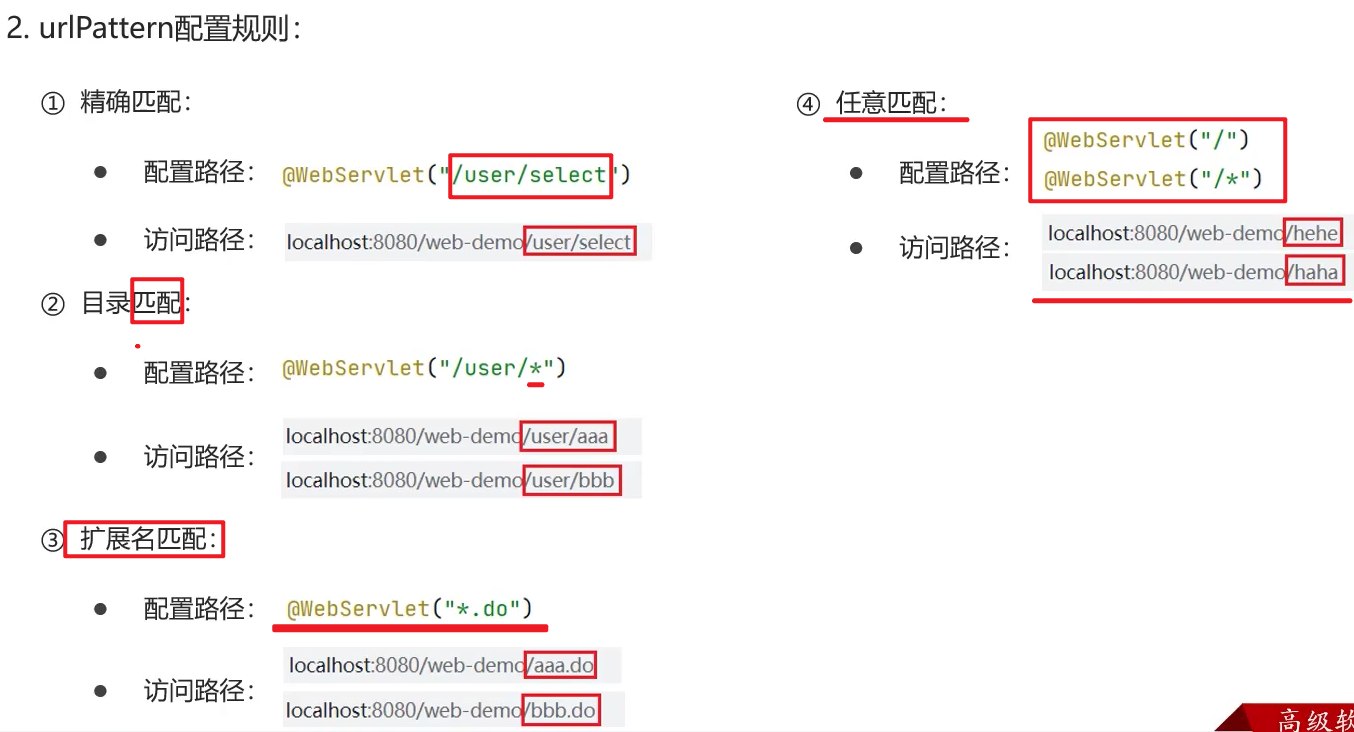 2. urlPattern配置规则：
① 精确匹配：
● 配置路径： @WebServlet("/user/select")
● 访问路径： localhost:8080/web-demo/user/select
② 目录匹配：
● 配置路径： @WebServlet("/user/*")
● 访问路径： localhost:8080/web-demo/user/aaa
localhost:8080/web-demo/user/bbb
③ 扩展名匹配：
● 配置路径： @WebServlet("*.do")
● 访问路径： localhost:8080/web-demo/aaa.do
localhost:8080/web-demo/bbb.do
④ 任意匹配：
● 配置路径： @WebServlet("/")
@WebServlet("/*")
● 访问路径： localhost:8080/web-demo/hehe
localhost:8080/web-demo/haha
高级软